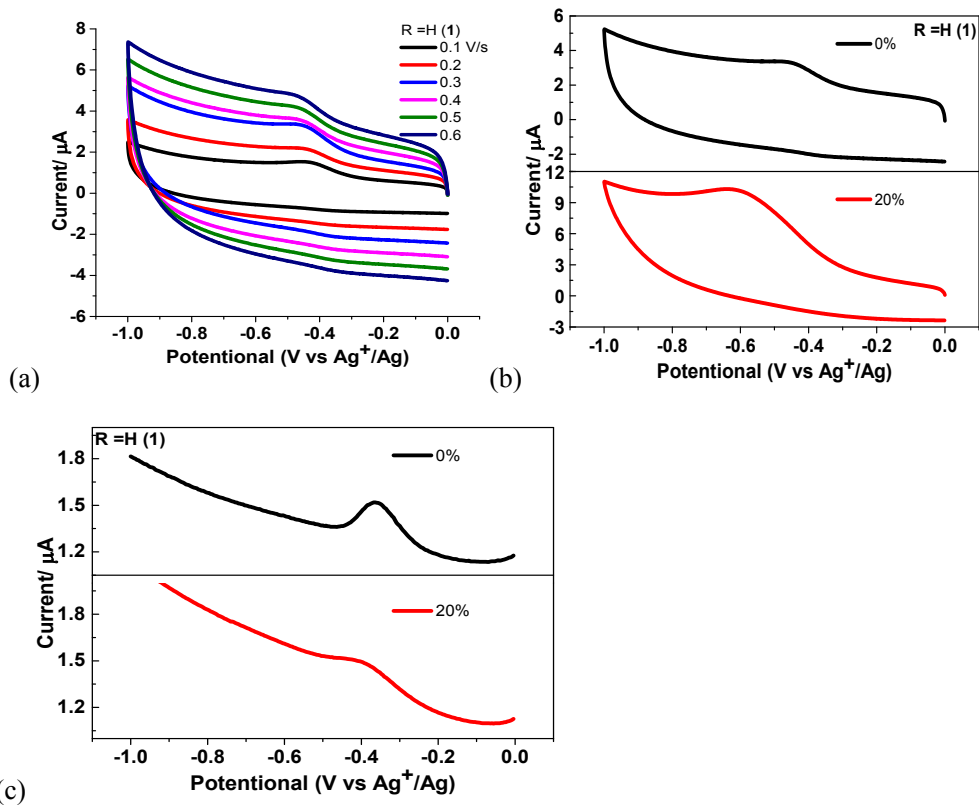 R =H (1)
0.1 V/s
0.2
0.3
0.4
0.5
0.6
8
6
4
2
0
-2
-4
-6
Current/ µA
-1.0 -0.8 -0.6 -0.4 -0.2 0.0
Potentional (V vs Ag+/Ag)
(a)
R =H (1)
0%
6
4
2
0
-2
20%
12
9
6
3
0
-3
Current/ µA
-1.0 -0.8 -0.6 -0.4 -0.2 0.0
Potentional (V vs Ag+/Ag)
(b)
R =H (1)
0%
1.8
1.5
1.2
20%
1.8
1.5
1.2
Current/ µA
-1.0 -0.8 -0.6 -0.4 -0.2 0.0
Potentional (V vs Ag+/Ag)
(c)